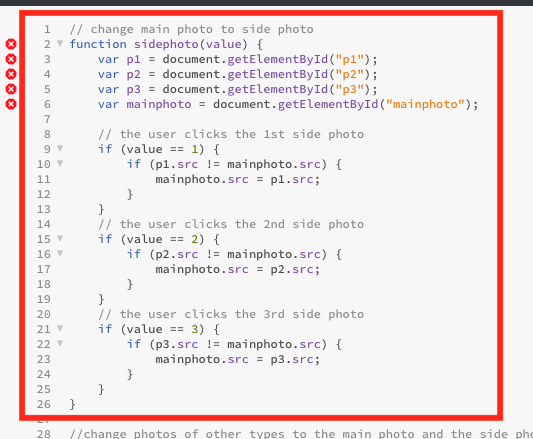 1 // change main photo to side photo
2 function sidephoto(value) {
3 var p1 = document.getElementById("p1");
4 var p2 = document.getElementById("p2");
5 var p3 = document.getElementById("p3");
6 var mainphoto = document.getElementById("mainphoto");
7
8 // the user clicks the 1st side photo
9 if (value == 1) {
10 if (p1.src != mainphoto.src) {
11 mainphoto.src = p1.src;
12 }
13 }
14 // the user clicks the 2nd side photo
15 if (value == 2) {
16 if (p2.src != mainphoto.src) {
17 mainphoto.src = p2.src;
18 }
19 }
20 // the user clicks the 3rd side photo
21 if (value == 3) {
22 if (p3.src != mainphoto.src) {
23 mainphoto.src = p3.src;
24 }
25 }
26 }
27
28 //change photos of other types to the main photo and the side pho